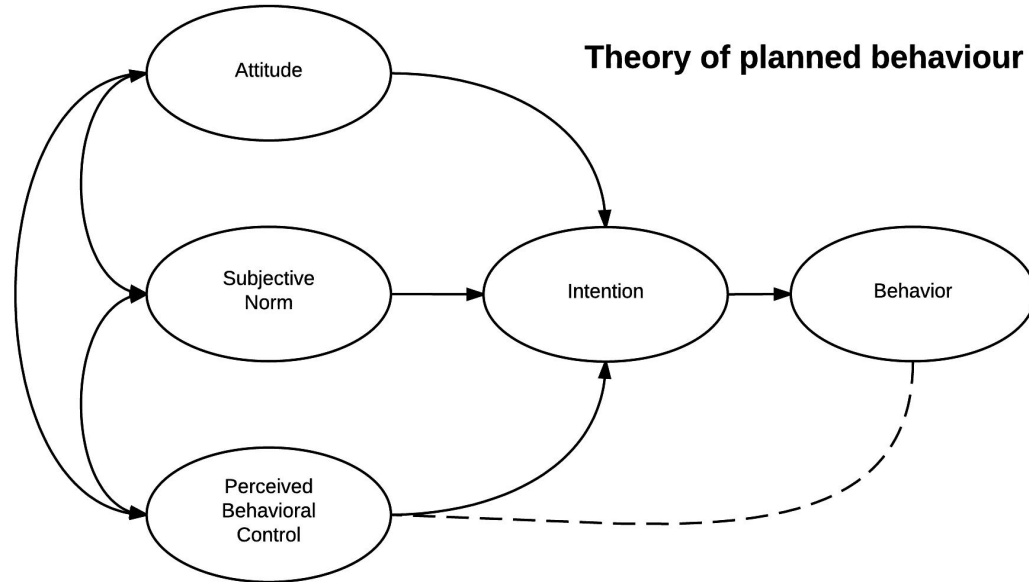 Theory of planned behaviour
Attitude
Subjective
Norm
Intention
Behavior
Perceived
Behavioral
Control